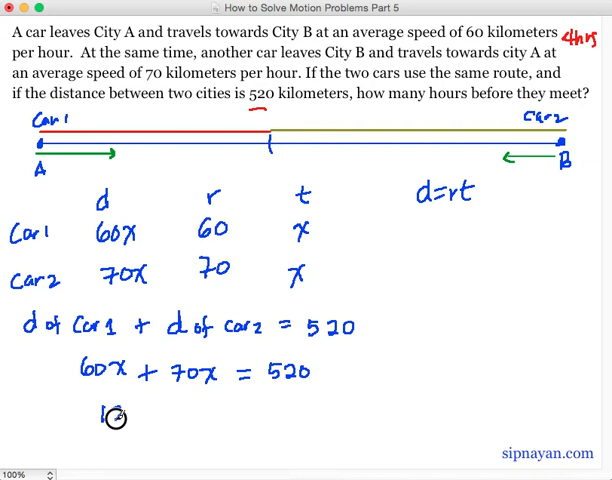 How to Solve Motion Problems Part 5
A car leaves City A and travels towards City B at an average speed of 60 kilometers 4hrs
per hour. At the same time, another car leaves City B and travels towards city A at
an average speed of 70 kilometers per hour. If the two cars use the same route, and
if the distance between two cities is 520 kilometers, how many hours before they meet?
Car 1 Car 2
A B
d r t d=rt
Car 1 60x 60 x
Car 2 70x 70 x
d of Car 1 + d of car 2 = 520
60x + 70x = 520
sipnayan.com
100%